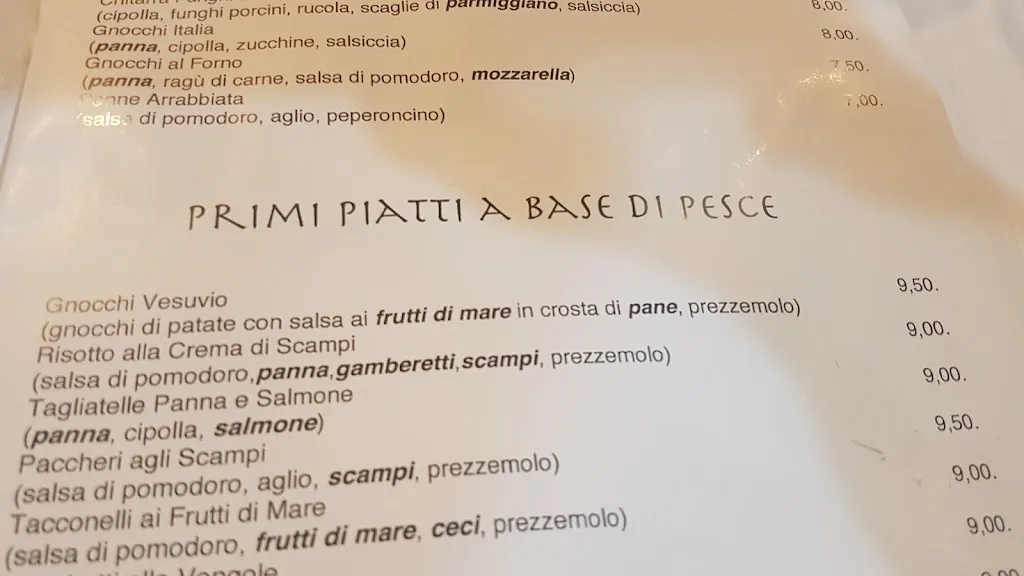 (cipolla, funghi porcini, rucola, scaglie di parmiggiano, salsiccia) 8,00.
Gnocchi Italia 8,00.
(panna, cipolla, zucchine, salsiccia)
Gnocchi al Forno 7,50.
(panna, ragù di carne, salsa di pomodoro, mozzarella)
Penne Arrabbiata 7,00.
(salsa di pomodoro, aglio, peperoncino)
PRIMI PIATTI A BASE DI PESCE
Gnocchi Vesuvio 9,50.
(gnocchi di patate con salsa ai frutti di mare in crosta di pane, prezzemolo)
Risotto alla Crema di Scampi 9,00.
(salsa di pomodoro,panna,gamberetti,scampi, prezzemolo)
Tagliatelle Panna e Salmone 9,00.
(panna, cipolla, salmone)
Paccheri agli Scampi 9,50.
(salsa di pomodoro, aglio, scampi, prezzemolo)
Tacconelli ai Frutti di Mare 9,00.
(salsa di pomodoro, frutti di mare, ceci, prezzemolo) 9,00.
alle Vongole